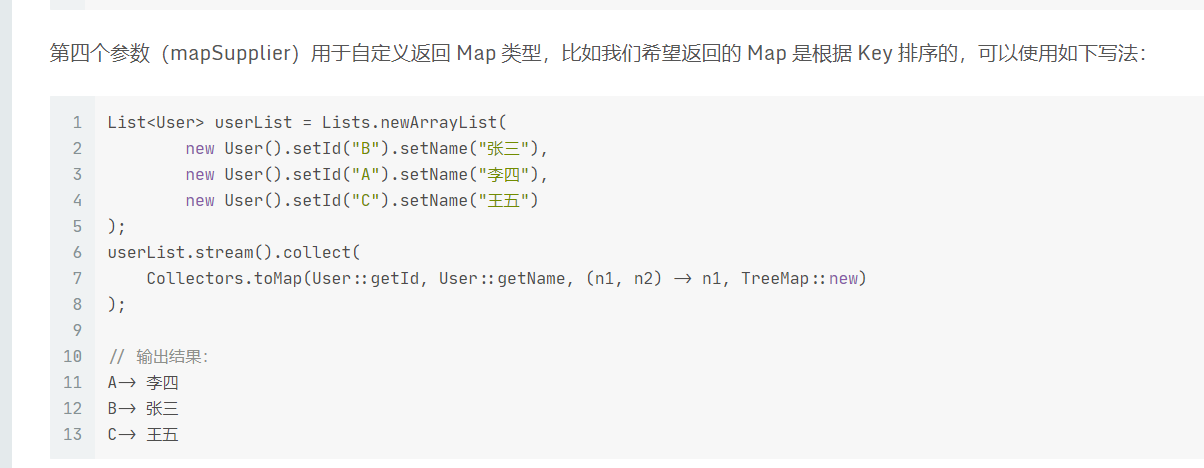 第四个参数（mapSupplier）用于自定义返回 Map 类型，比如我们希望返回的 Map 是根据 Key 排序的，可以使用如下写法：
1 List<User> userList = Lists.newArrayList(
2         new User().setId("B").setName("张三"),
3         new User().setId("A").setName("李四"),
4         new User().setId("C").setName("王五")
5 );
6 userList.stream().collect(
7     Collectors.toMap(User::getId, User::getName, (n1, n2) -> n1, TreeMap::new)
8 );
9
10 // 输出结果：
11 A-> 李四
12 B-> 张三
13 C-> 王五